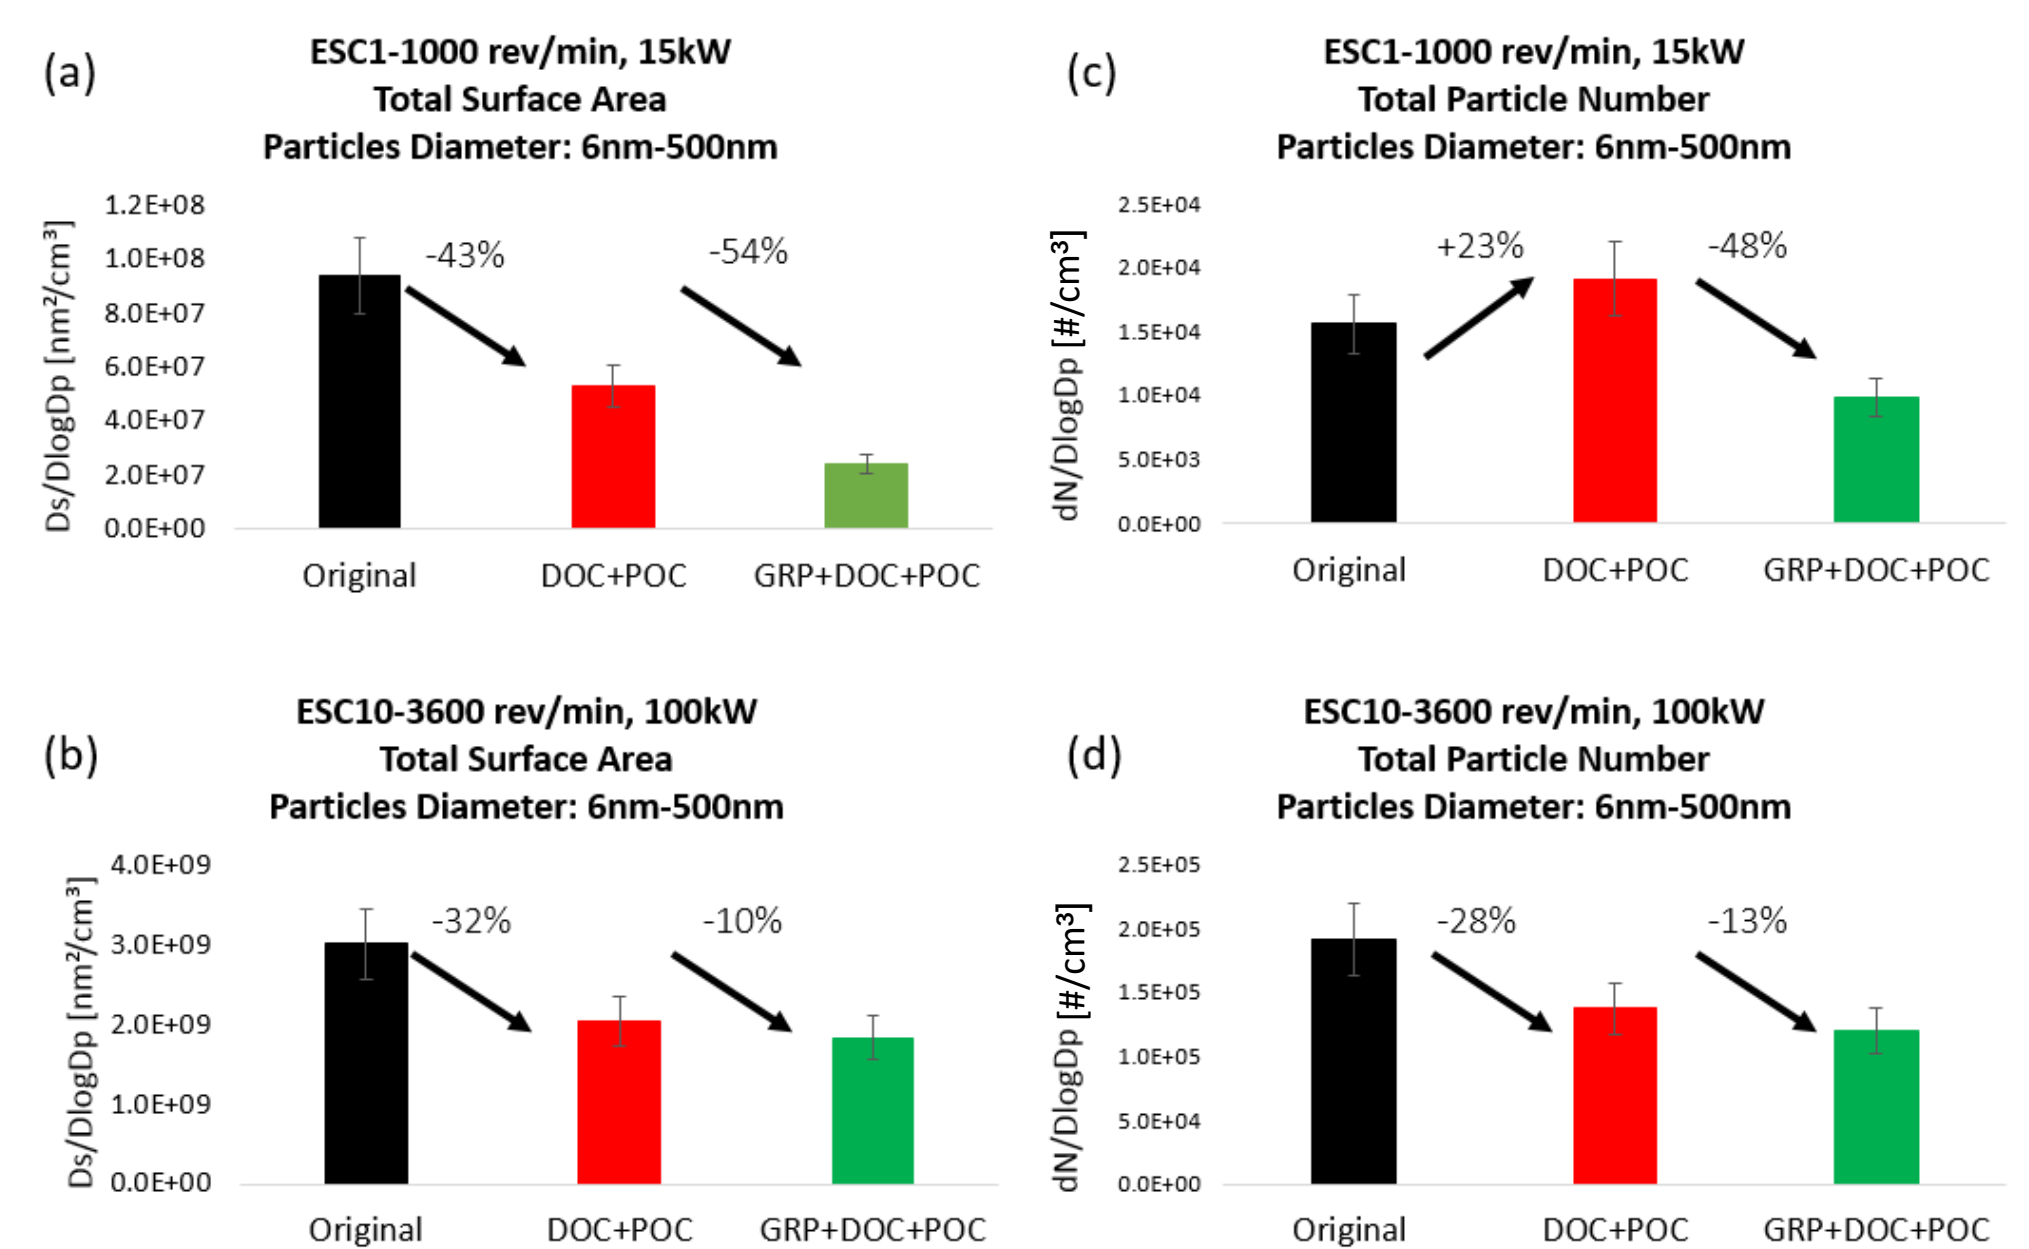 (a)
ESC1-1000 rev/min, 15kW
Total Surface Area
Particles Diameter: 6nm-500nm
Ds/DlogDp [nm²/cm³]
1.2E+08
1.0E+08
8.0E+07
6.0E+07
4.0E+07
2.0E+07
0.0E+00
-43%
-54%
Original
DOC+POC
GRP+DOC+POC
(c)
ESC1-1000 rev/min, 15kW
Total Particle Number
Particles Diameter: 6nm-500nm
dN/DlogDp [#/cm³]
2.5E+04
2.0E+04
1.5E+04
1.0E+04
5.0E+03
0.0E+00
+23%
-48%
Original
DOC+POC
GRP+DOC+POC
(b)
ESC10-3600 rev/min, 100kW
Total Surface Area
Particles Diameter: 6nm-500nm
Ds/DlogDp [nm²/cm³]
4.0E+09
3.0E+09
2.0E+09
1.0E+09
0.0E+00
-32%
-10%
Original
DOC+POC
GRP+DOC+POC
(d)
ESC10-3600 rev/min, 100kW
Total Particle Number
Particles Diameter: 6nm-500nm
dN/DlogDp [#/cm³]
2.5E+05
2.0E+05
1.5E+05
1.0E+05
5.0E+04
0.0E+00
-28%
-13%
Original
DOC+POC
GRP+DOC+POC